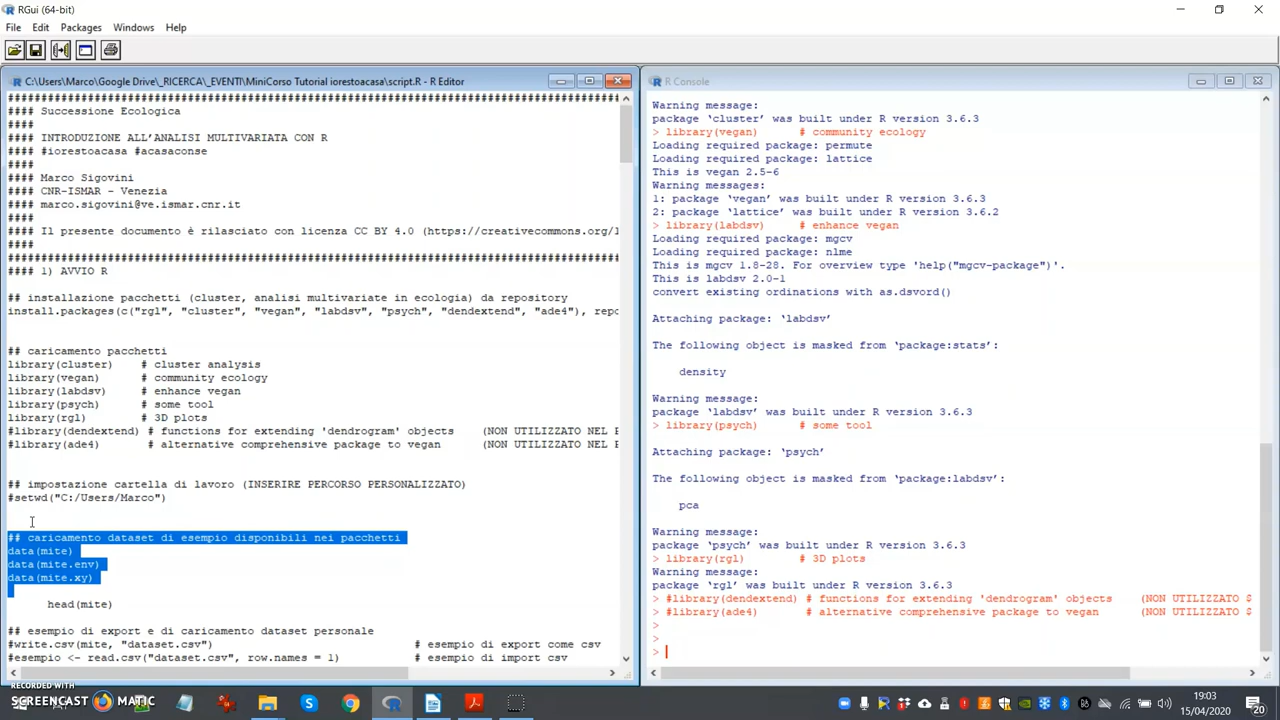 RGui (64-bit)
File Edit Packages Windows Help
C:\Users\Marco\Google Drive\_RICERCA\_EVENTI\MiniCorso Tutorial iorestoacasa\script.R - R Editor
################################################################################
#### Successione Ecologica
####
#### INTRODUZIONE ALL'ANALISI MULTIVARIATA CON R
#### #iorestoacasa #acasaconse
####
#### Marco Sigovini
#### CNR-ISMAR - Venezia
#### marco.sigovini@ve.ismar.cnr.it
####
#### Il presente documento è rilasciato con licenza CC BY 4.0 (https://creativecommons.org/l
####
################################################################################
#### 1) AVVIO R
## installazione pacchetti (cluster, analisi multivariate in ecologia) da repository
install.packages(c("rgl", "cluster", "vegan", "labdsv", "psych", "dendextend", "ade4"), repo
## caricamento pacchetti
library(cluster) # cluster analysis
library(vegan) # community ecology
library(labdsv) # enhance vegan
library(psych) # some tool
library(rgl) # 3D plots
#library(dendextend) # functions for extending 'dendrogram' objects (NON UTILIZZATO NEL P
#library(ade4) # alternative comprehensive package to vegan (NON UTILIZZATO NEL P
## impostazione cartella di lavoro (INSERIRE PERCORSO PERSONALIZZATO)
#setwd("C:/Users/Marco")
## caricamento dataset di esempio disponibili nei pacchetti
data(mite)
data(mite.env)
data(mite.xy)
head(mite)
## esempio di export e di caricamento dataset personale
#write.csv(mite, "dataset.csv") # esempio di export come csv
#esempio <- read.csv("dataset.csv", row.names = 1) # esempio di import csv
R Console
Warning message:
package ‘cluster’ was built under R version 3.6.3
> library(vegan) # community ecology
Loading required package: permute
Loading required package: lattice
This is vegan 2.5-6
Warning messages:
1: package ‘vegan’ was built under R version 3.6.3
2: package ‘lattice’ was built under R version 3.6.2
> library(labdsv) # enhance vegan
Loading required package: mgcv
Loading required package: nlme
This is mgcv 1.8-28. For overview type 'help("mgcv-package")'.
This is labdsv 2.0-1
convert existing ordinations with as.dsvord()
Attaching package: ‘labdsv’
The following object is masked from ‘package:stats’:
density
Warning message:
package ‘labdsv’ was built under R version 3.6.3
> library(psych) # some tool
Attaching package: ‘psych’
The following object is masked from ‘package:labdsv’:
pca
Warning message:
package ‘psych’ was built under R version 3.6.3
> library(rgl) # 3D plots
Warning message:
package ‘rgl’ was built under R version 3.6.3
> #library(dendextend) # functions for extending 'dendrogram' objects (NON UTILIZZATO $
> #library(ade4) # alternative comprehensive package to vegan (NON UTILIZZATO $
>
>
>
RECORDED WITH
SCREENCAST MATIC
19:03
15/04/2020
20